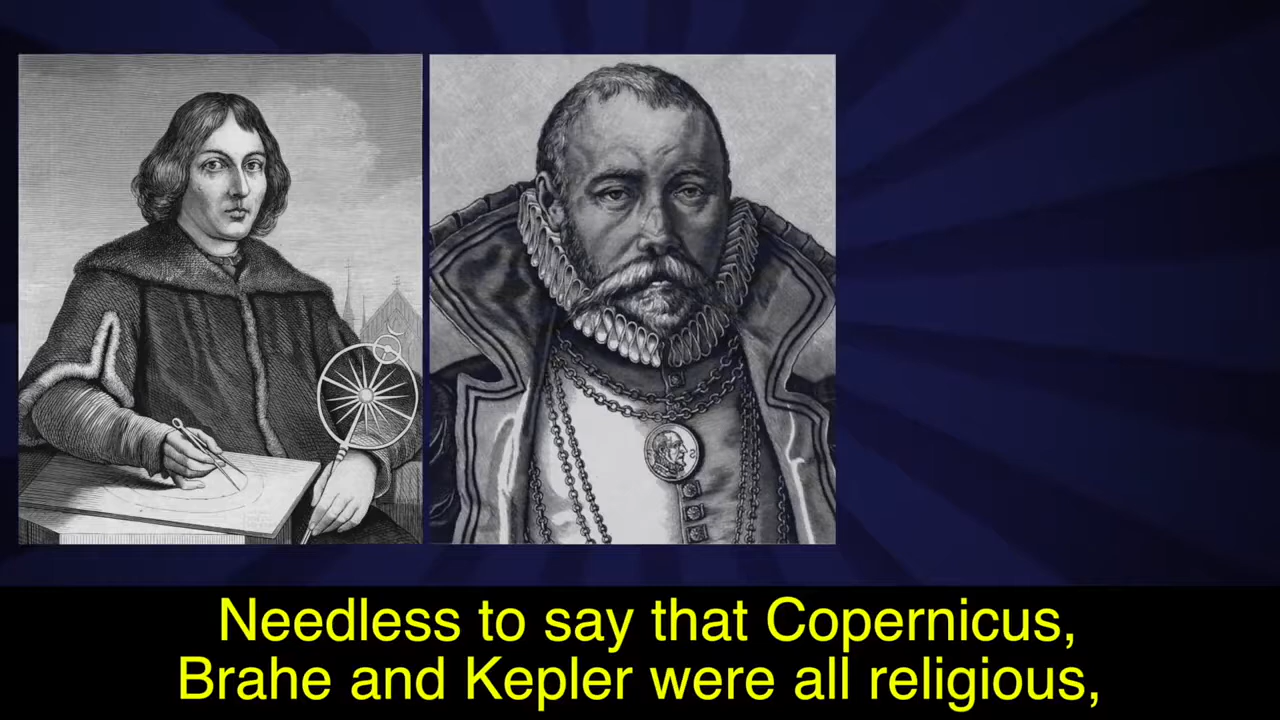 Needless to say that Copernicus,
Brahe and Kepler were all religious,